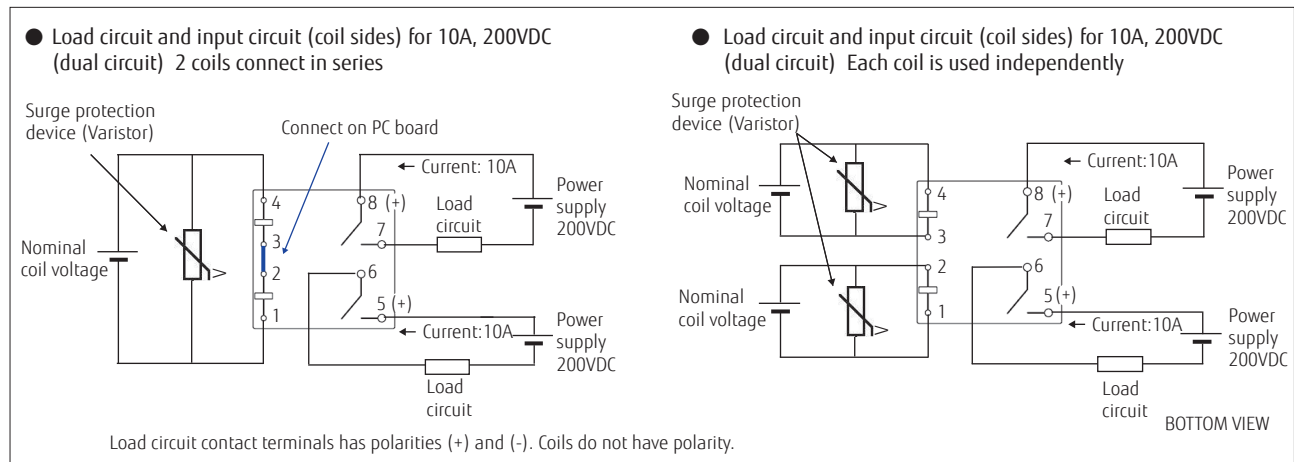 ● Load circuit and input circuit (coil sides) for 10A, 200VDC
(dual circuit)  2 coils connect in series
Surge protection
device (Varistor)
Connect on PC board
← Current: 10A
4
8 (+)
Load
circuit
Power
supply
200VDC
7
3
Nominal
coil voltage
V
6
2
5 (+)
1
← Current:10A
Power
supply
200VDC
Load
circuit
● Load circuit and input circuit (coil sides) for 10A, 200VDC
(dual circuit)  Each coil is used independently
Surge protection
device (Varistor)
← Current:10A
Nominal
coil voltage
V
4
8 (+)
Load
circuit
Power
supply
200VDC
7
3
2
6
Nominal
coil voltage
V
5 (+)
1
← Current:10A
Power
supply
200VDC
Load
circuit
BOTTOM VIEW
Load circuit contact terminals has polarities (+) and (-). Coils do not have polarity.